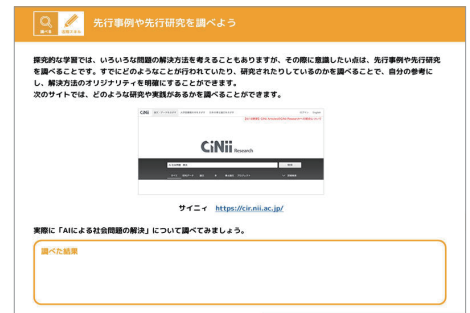 先行事例や先行研究を調べよう
探究的な学習では、いろいろな問題の解決方法を考えることもありますが、その際に意識したい点は、先行事例や先行研究
を調べることです。すでにどのようなことが行われていたり、研究されたりしているのかを調べることで、自分の参考に
し、解決方法のオリジナリティを明確にすることができます。
次のサイトでは、どのような研究や実践があるかを調べることができます。
CiNii
CiNii Research
サイニィ https://cir.nii.ac.jp/
実際に「AIによる社会問題の解決」について調べてみましょう。
調べた結果